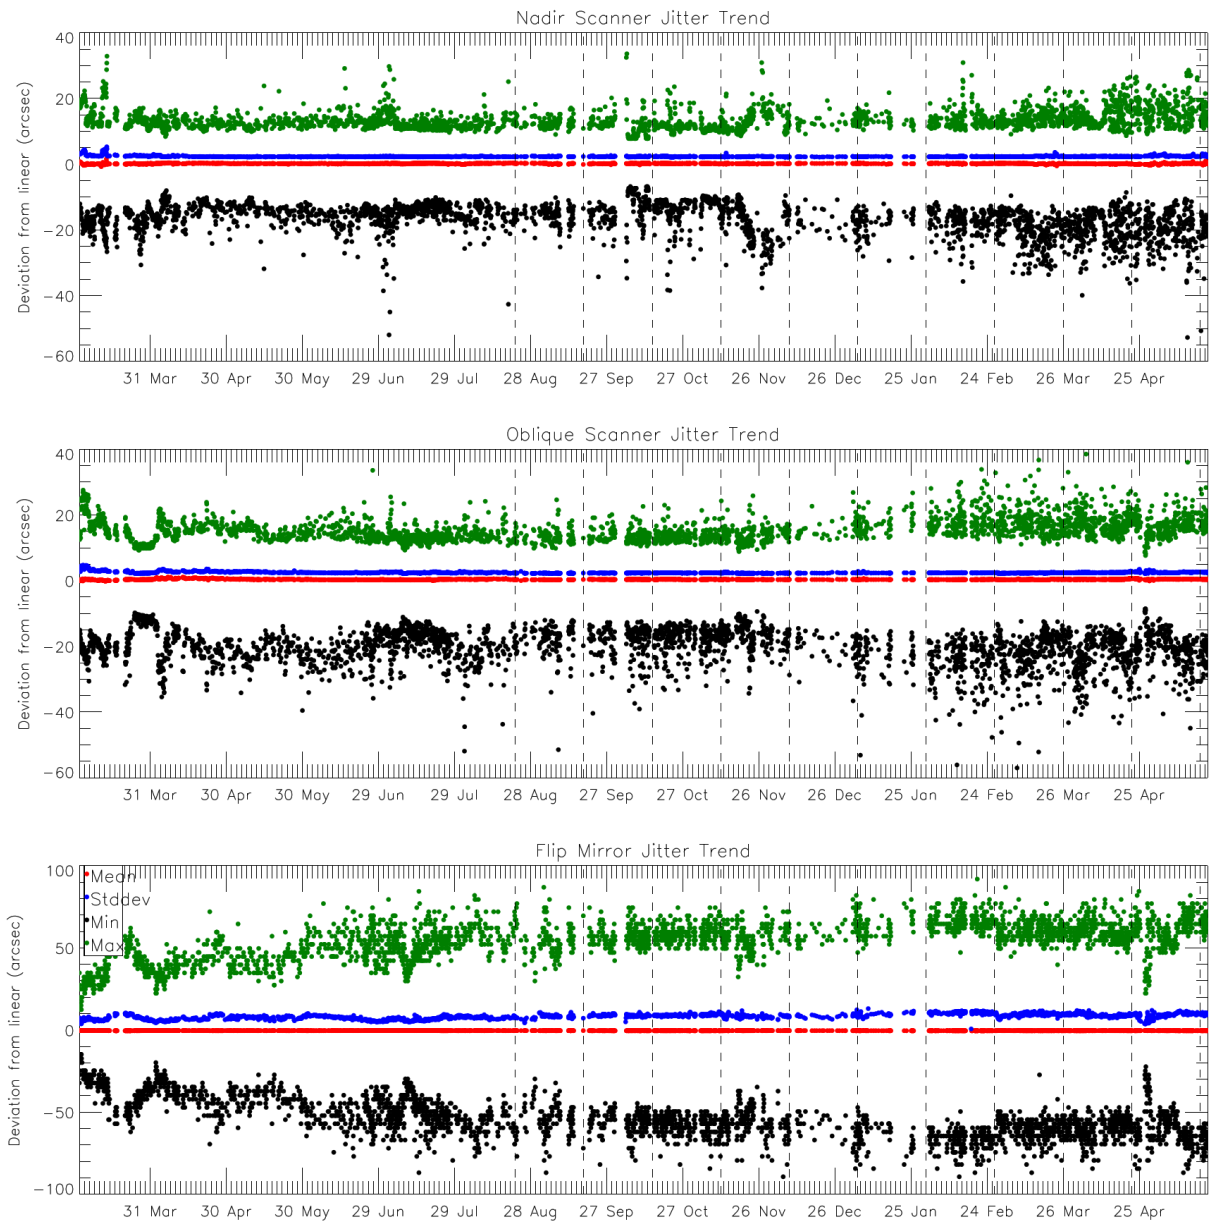 Nadir Scanner Jitter Trend
40
20
0
-20
-40
-60
Deviation from linear (arcsec)
31 Mar 30 Apr 30 May 29 Jun 29 Jul 28 Aug 27 Sep 27 Oct 26 Nov 26 Dec 25 Jan 24 Feb 26 Mar 25 Apr
Oblique Scanner Jitter Trend
40
20
0
-20
-40
-60
Deviation from linear (arcsec)
31 Mar 30 Apr 30 May 29 Jun 29 Jul 28 Aug 27 Sep 27 Oct 26 Nov 26 Dec 25 Jan 24 Feb 26 Mar 25 Apr
Flip Mirror Jitter Trend
100
50
0
-50
-100
Deviation from linear (arcsec)
Mean
Stddev
Min
Max
31 Mar 30 Apr 30 May 29 Jun 29 Jul 28 Aug 27 Sep 27 Oct 26 Nov 26 Dec 25 Jan 24 Feb 26 Mar 25 Apr